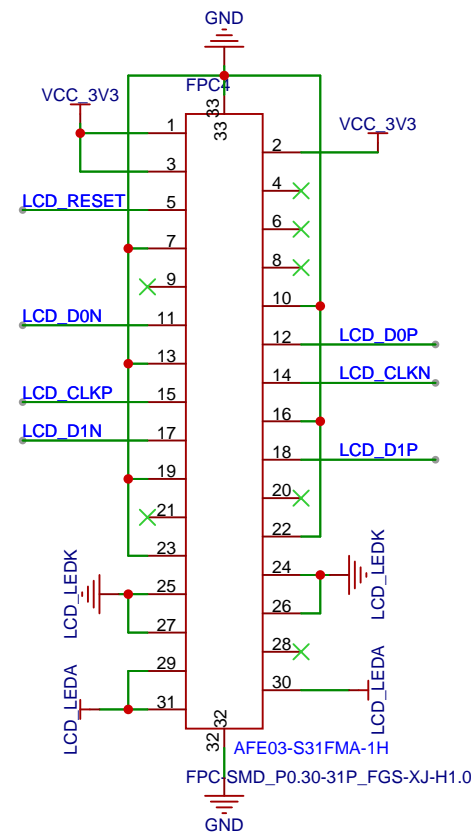 GND
FPC4
VCC_3V3
33
33
VCC_3V3
1
2
3
4
LCD_RESET
5
6
7
8
9
10
LCD_D0N
11
12
LCD_D0P
13
14
LCD_CLKN
LCD_CLKP
15
16
LCD_D1N
17
18
LCD_D1P
19
20
21
22
23
24
LCD_LEDK
LCD_LEDK
25
26
27
28
29
30
LCD_LEDA
LCD_LEDA
31
32
32
AFE03-S31FMA-1H
FPC-SMD_P0.30-31P_FGS-XJ-H1.0
GND